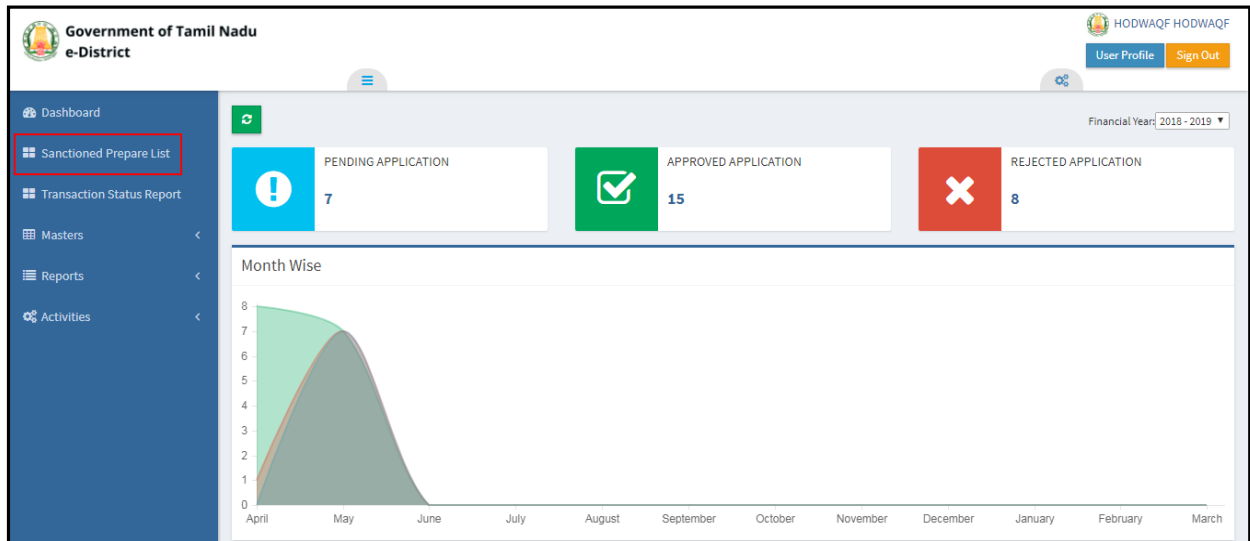 Government of Tamil Nadu
e-District
HODWAQF HODWAQF
User Profile
Sign Out
Dashboard
Sanctioned Prepare List
Transaction Status Report
Masters
Reports
Activities
Financial Year: 2018 - 2019
PENDING APPLICATION
7
APPROVED APPLICATION
15
REJECTED APPLICATION
8
Month Wise
8
7
6
5
4
3
2
1
0
April May June July August September October November December January February March